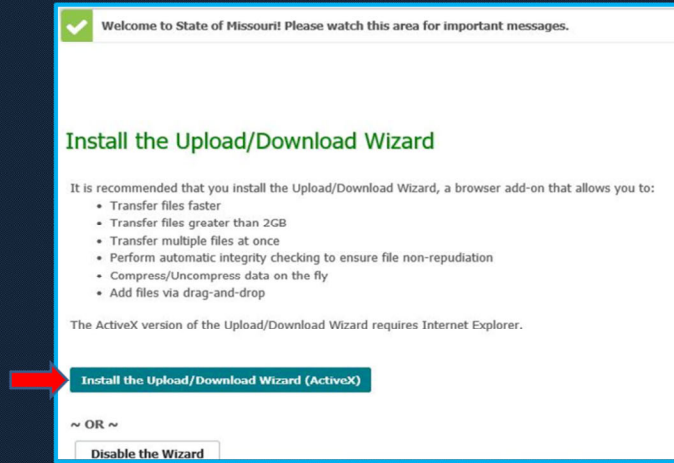 Welcome to State of Missouri! Please watch this area for important messages.
Install the Upload/Download Wizard
It is recommended that you install the Upload/Download Wizard, a browser add-on that allows you to:
• Transfer files faster
• Transfer files greater than 2GB
• Transfer multiple files at once
• Perform automatic integrity checking to ensure file non-repudiation
• Compress/Uncompress data on the fly
• Add files via drag-and-drop
The ActiveX version of the Upload/Download Wizard requires Internet Explorer.
Install the Upload/Download Wizard (ActiveX)
~ OR ~
Disable the Wizard